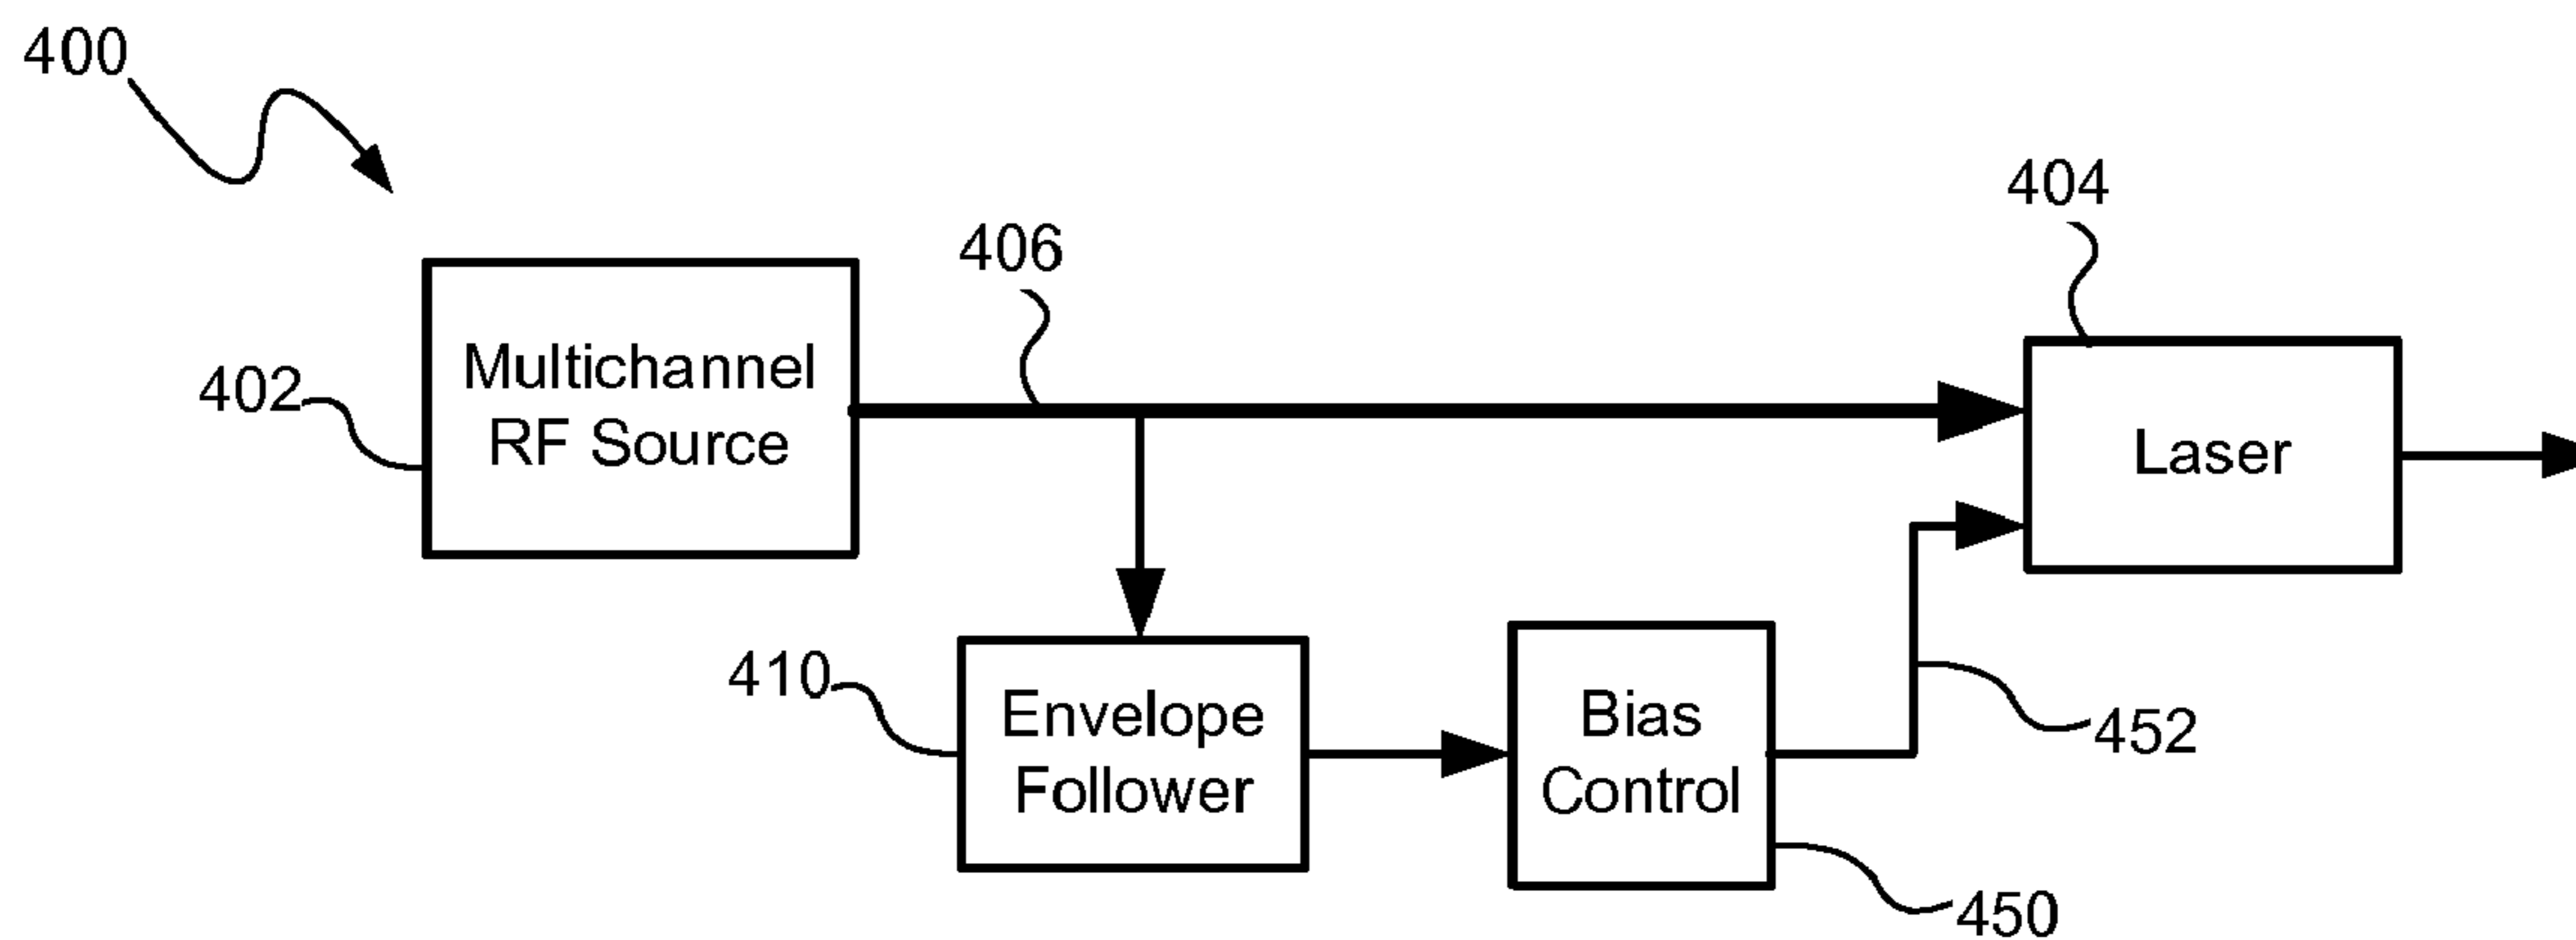 400
404
406
Multichannel
RF Source
402
Laser
410
Envelope
Follower
Bias
Control
452
450